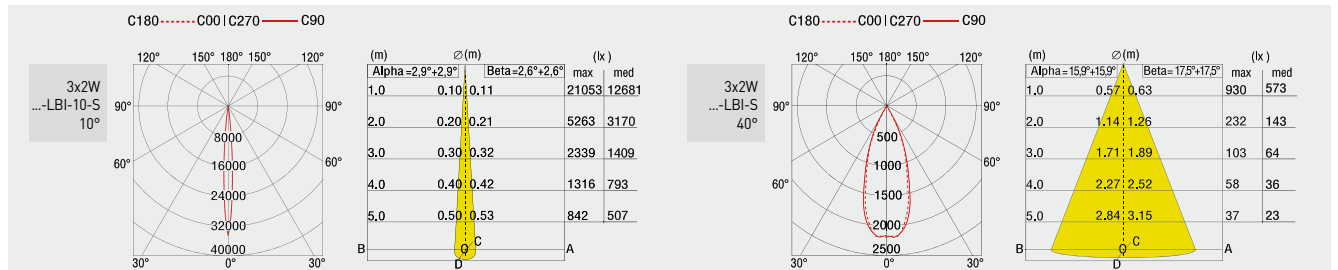 C180 ------ C00 | C270 —— C90
3x2W
...-LBI-10-S
10°
120° 150° 180° 150° 120°
90° 90°
60° 60°
8000
16000
24000
32000
40000
30° 0° 30°
(m) Ø(m) (lx )
Alpha =2,9°+2,9° Beta=2,6°+2,6° max med
1.0 0.10 0.11 21053 12681
2.0 0.20 0.21 5263 3170
3.0 0.30 0.32 2339 1409
4.0 0.40 0.42 1316 793
5.0 0.50 0.53 842 507
B O C A
D
C180 ------ C00 | C270 —— C90
3x2W
...-LBI-S
40°
120° 150° 180° 150° 120°
90° 90°
60° 60°
500
1000
1500
2000
2500
30° 0° 30°
(m) Ø(m) (lx )
Alpha =15,9°+15,9° Beta= 17,5°+17,5° max med
1.0 0.57 0.63 930 573
2.0 1.14 1.26 232 143
3.0 1.71 1.89 103 64
4.0 2.27 2.52 58 36
5.0 2.84 3.15 37 23
B O C A
D